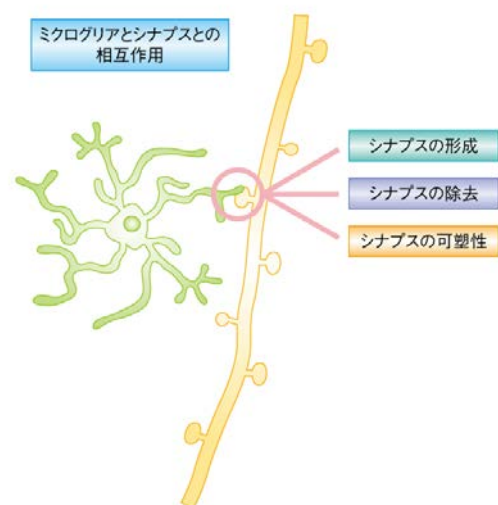 ミクログリアとシナプスとの
相互作用
シナプスの形成
シナプスの除去
シナプスの可塑性